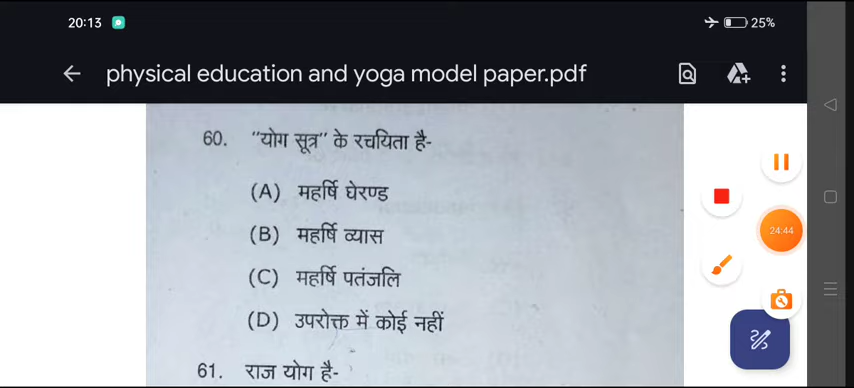 20:13 25%
physical education and yoga model paper.pdf
60. "योग सूत्र" के रचयिता है-
(A) महर्षि घेरण्ड
(B) महर्षि व्यास
(C) महर्षि पतंजलि
24:44
(D) उपरोक्त में कोई नहीं
61. राज योग है-